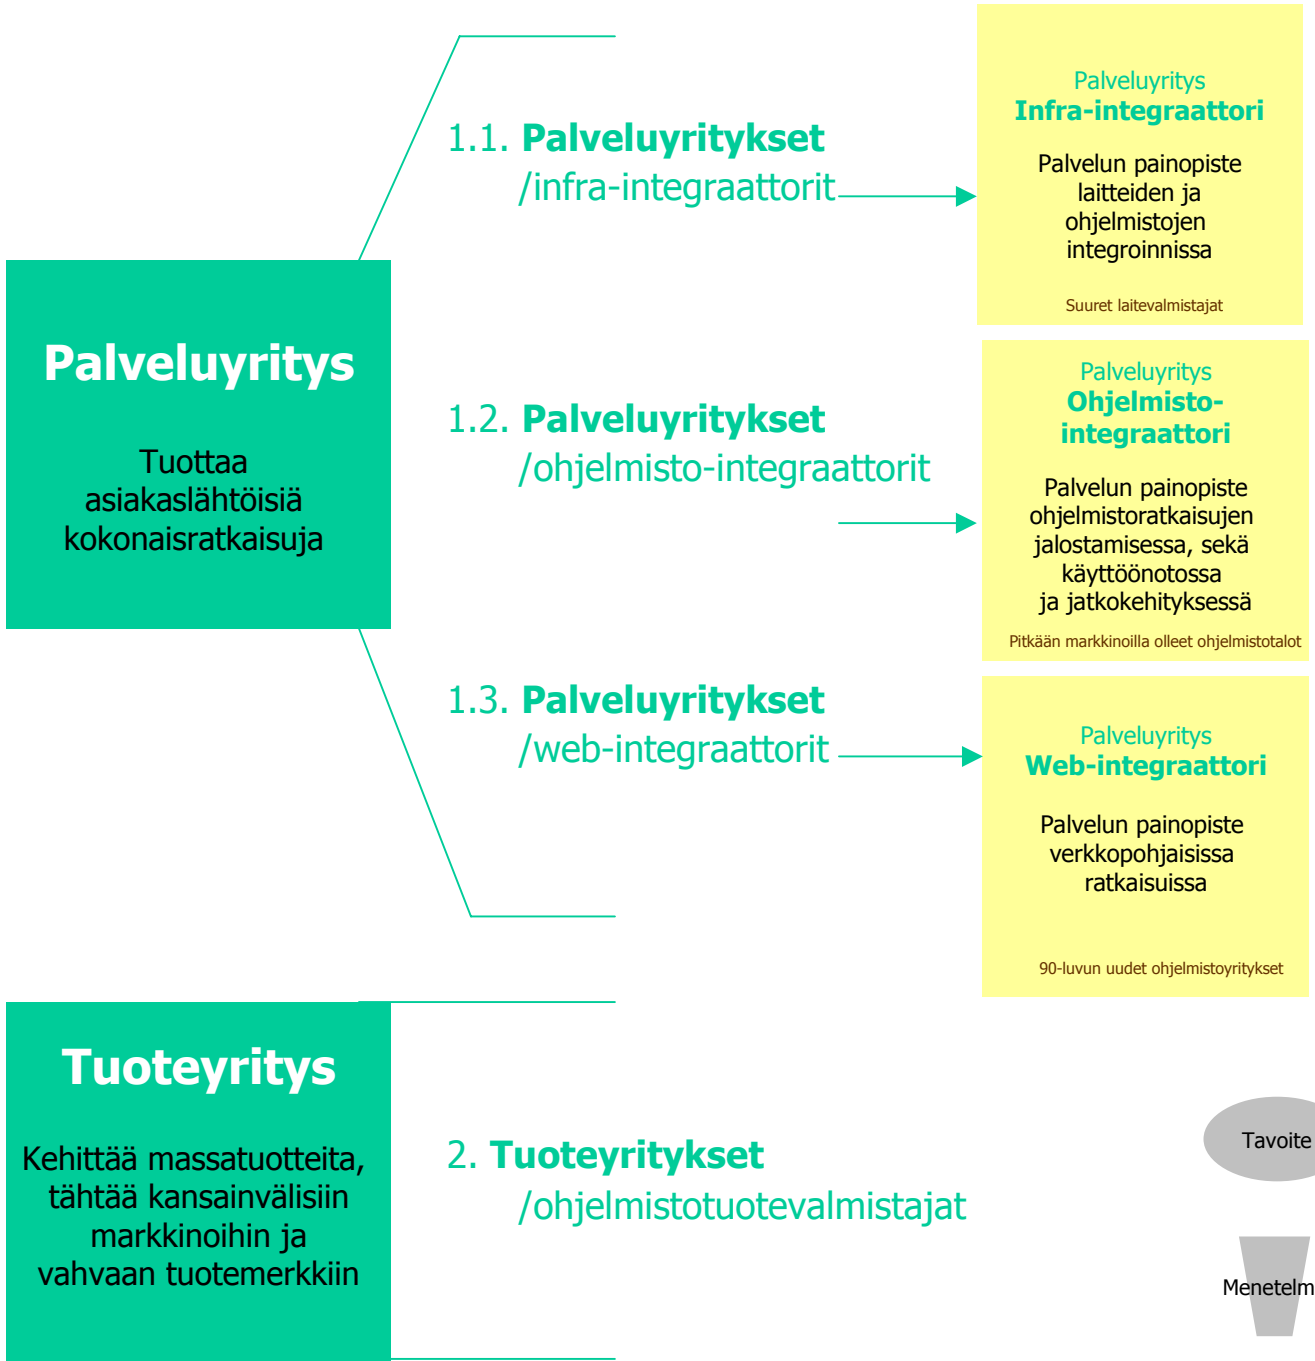 Palveluyritys
Tuottaa
asiakaslähtöisiä
kokonaisratkaisuja
1.1. Palveluyritykset
/infra-integraattorit
1.2. Palveluyritykset
/ohjelmisto-integraattorit
1.3. Palveluyritykset
/web-integraattorit
Palveluyritys
Infra-integraattori
Palvelun painopiste
laitteiden ja
ohjelmistojen
integroinnissa
Suuret laitevalmistajat
Palveluyritys
Ohjelmisto-
integraattori
Palvelun painopiste
ohjelmistoratkaisujen
jalostamisessa, sekä
käyttöönotossa
ja jatkokehityksessä
Pitkään markkinoilla olleet ohjelmistotalot
Palveluyritys
Web-integraattori
Palvelun painopiste
verkkopohjaisissa
ratkaisuissa
90-luvun uudet ohjelmistoyritykset
Tuoteyritys
Kehittää massatuotteita,
tähtää kansainvälisiin
markkinoihin ja
vahvaan tuotemerkkiin
2. Tuoteyritykset
/ohjelmistotuotevalmistajat
Tavoite
Menetelm